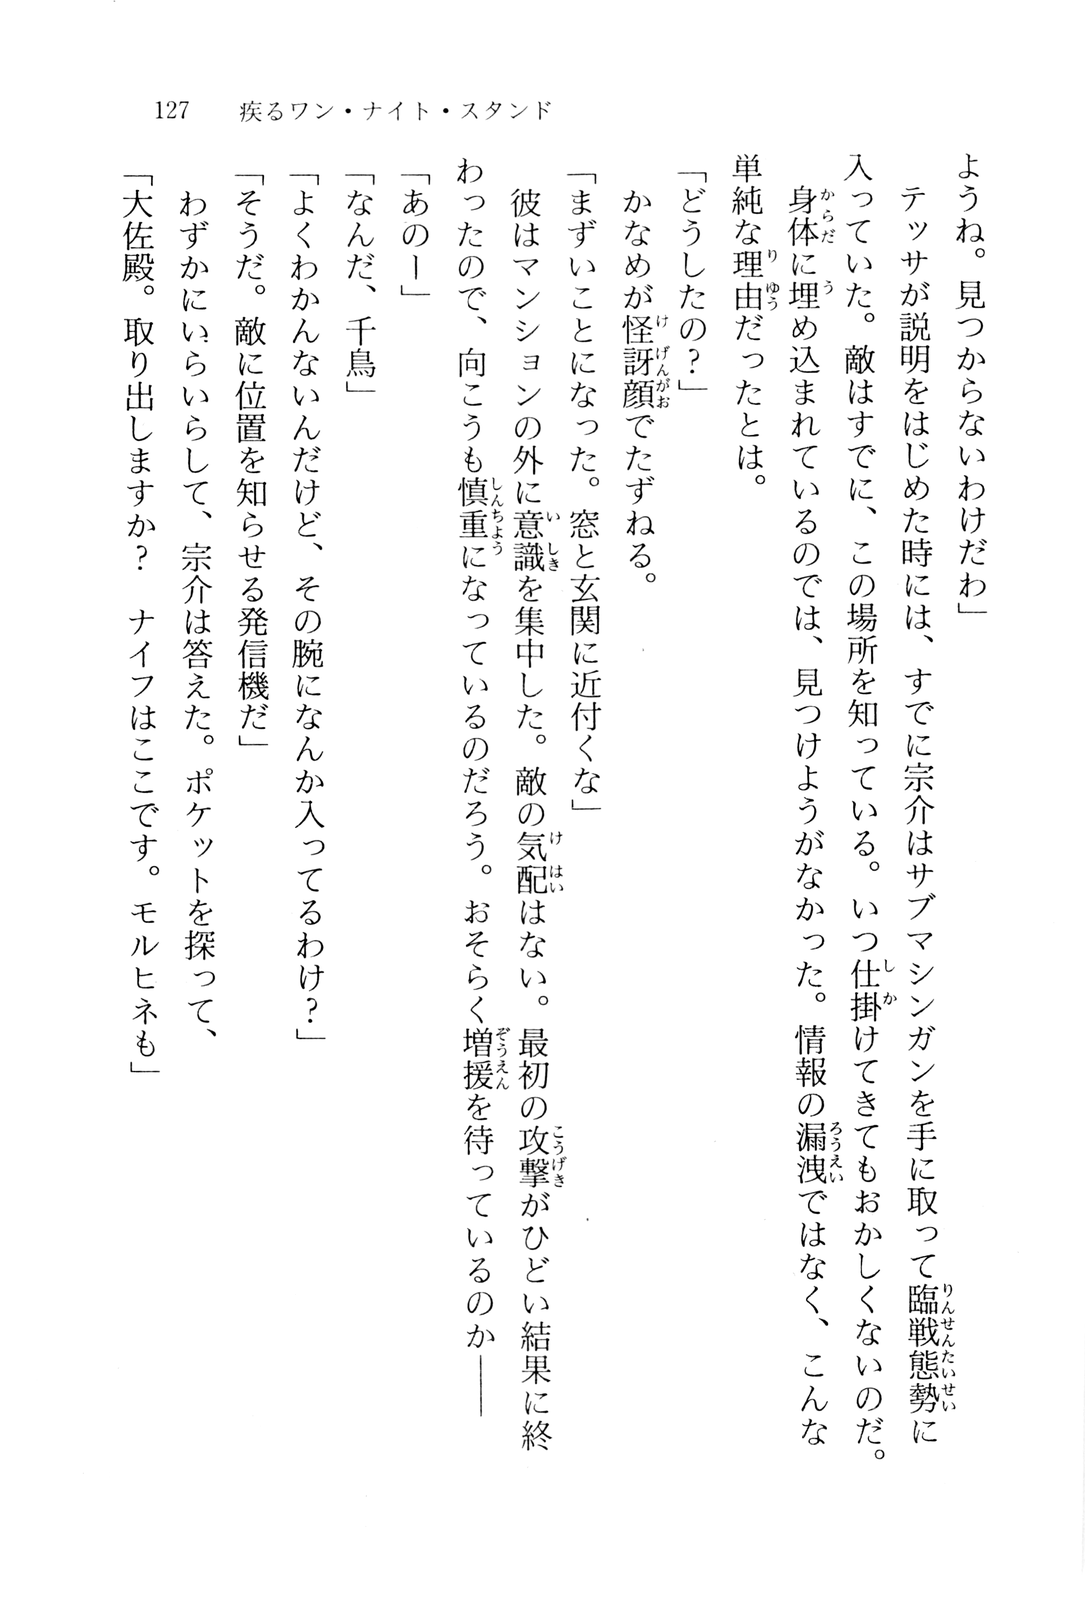 127 疾るワン・ナイト・スタンド
ようね。見つからないわけだわ」
テッサが説明をはじめた時には、すでに宗介はサブマシンガンを手に取って臨戦態勢に
入っていた。敵はすでに、この場所を知っている。いつ仕掛けてきてもおかしくないのだ。
身体に埋め込まれているのでは、見つけようがなかった。情報の漏洩ではなく、こんな
単純な理由だったとは。
「どうしたの?」
かなめが怪訝顔でたずねる。
「まずいことになった。窓と玄関に近付くな」
彼はマンションの外に意識を集中した。敵の気配はない。最初の攻撃がひどい結果に終
わったので、向こうも慎重になっているのだろう。おそらく増援を待っているのか——
「あのー」
「なんだ、千鳥」
「よくわかんないんだけど、その腕になんか入ってるわけ?」
「そうだ。敵に位置を知らせる発信機だ」
わずかにいらいらして、宗介は答えた。ポケットを探って、
「大佐殿。取り出しますか? ナイフはここです。モルヒネも」